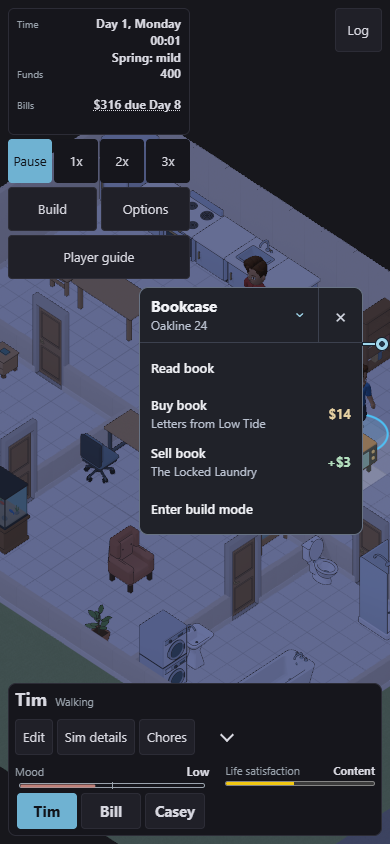 Time Day 1, Monday
00:01
Spring: mild
Funds 400
Bills $316 due Day 8
Log
Pause 1x 2x 3x
Build Options
Player guide
Bookcase
Oakline 24
Read book
Buy book
Letters from Low Tide $14
Sell book
The Locked Laundry +$3
Enter build mode
Tim Walking
Edit Sim details Chores
Mood Low Life satisfaction Content
Tim Bill Casey